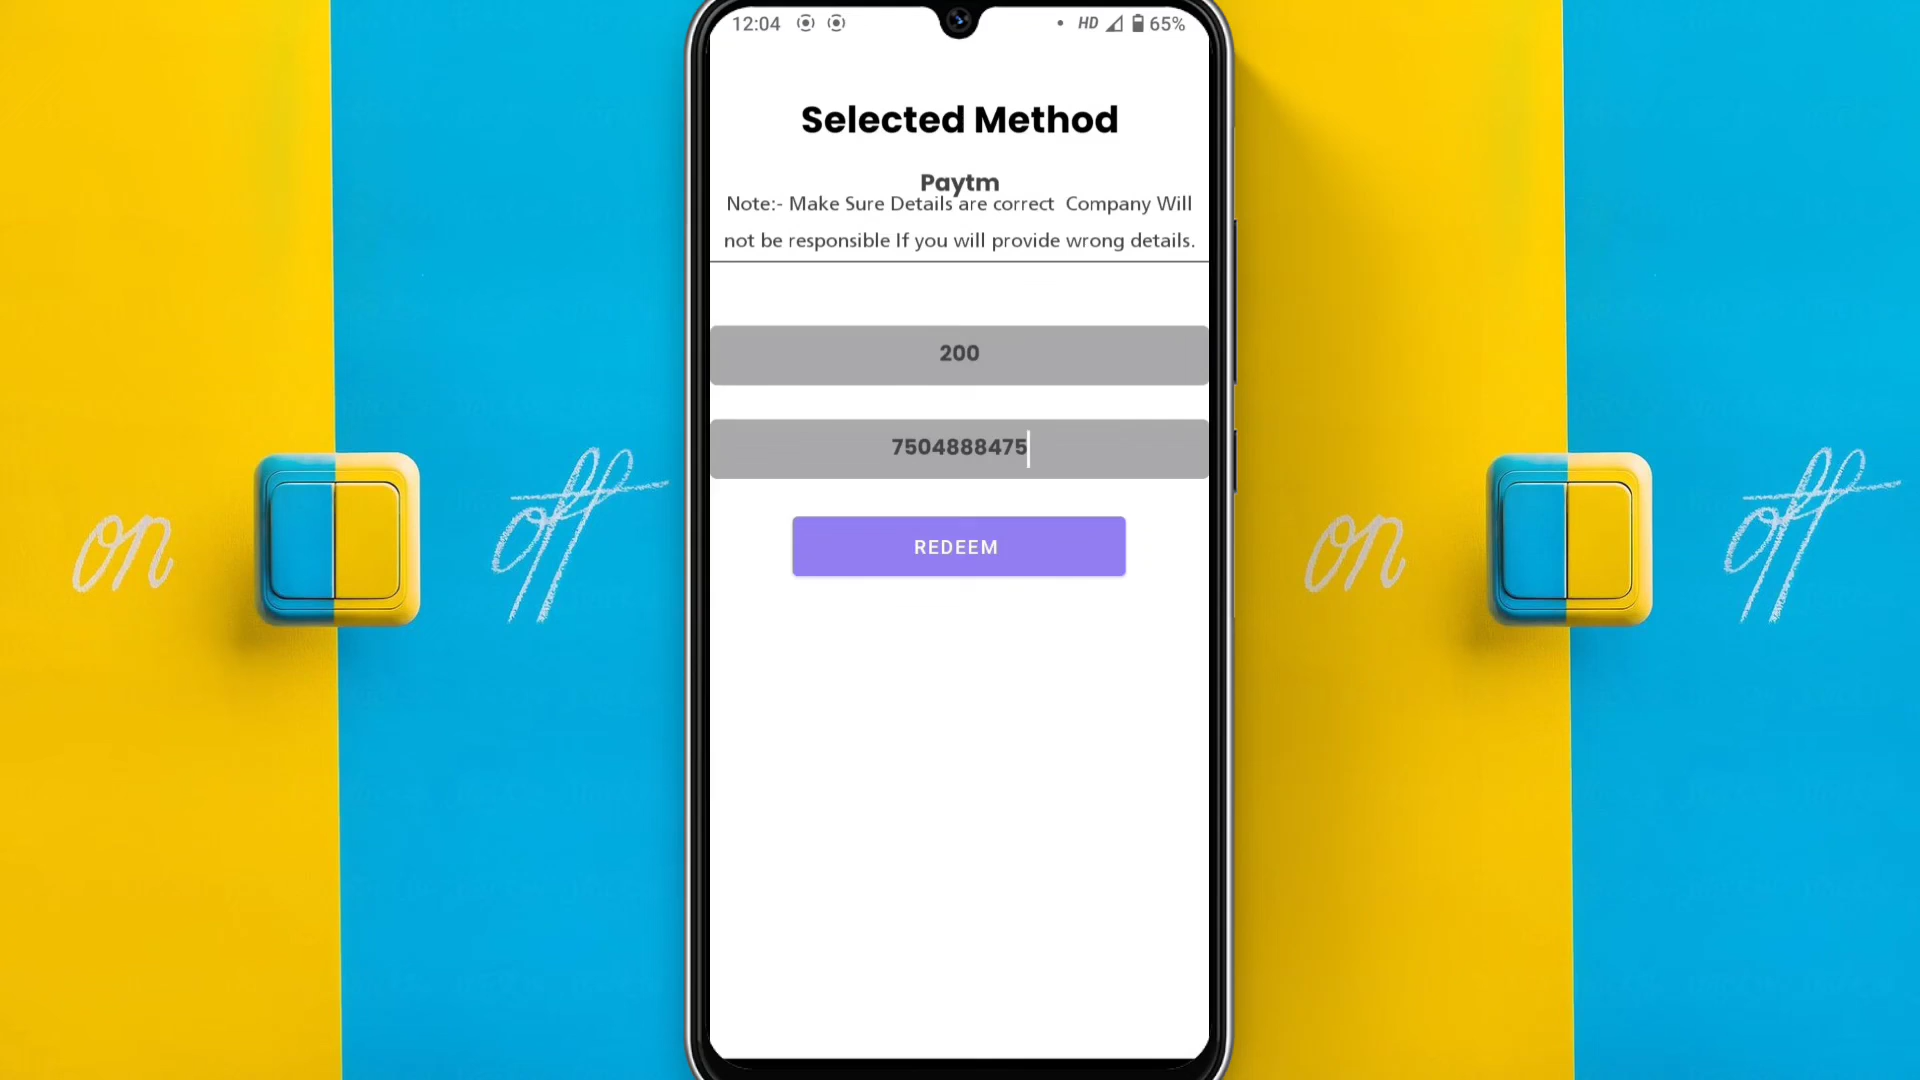 12:04 HD 65%
Selected Method
Paytm
Note:- Make Sure Details are correct Company Will
not be responsible If you will provide wrong details.
200
7504888475
REDEEM
on off on off